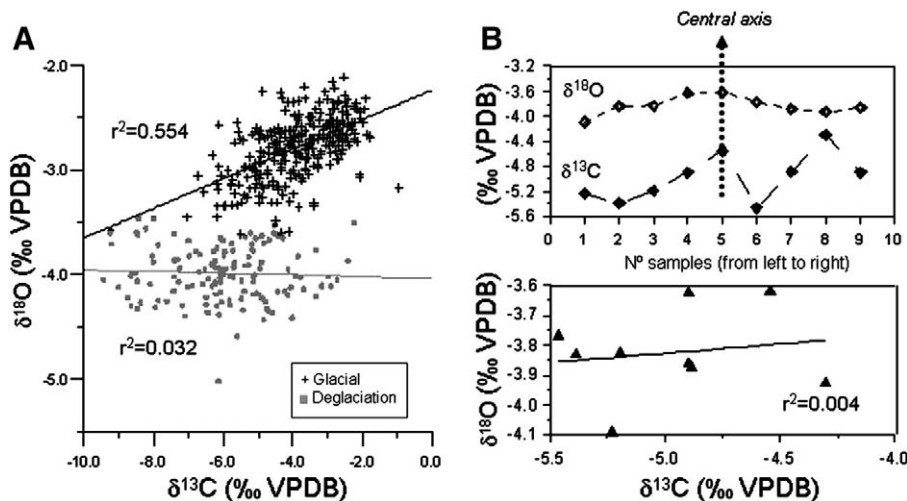 A
-2.0
-3.0
-4.0
-5.0
δ18O (‰ VPDB)
r2=0.554
r2=0.032
+ Glacial
Deglaciation
-10.0 -8.0 -6.0 -4.0 -2.0 0.0
δ13C (‰ VPDB)
B
Central axis
-3.2
-3.6
-4.0
-4.8
-5.2
-5.6
(‰ VPDB)
δ18O
δ13C
0 1 2 3 4 5 6 7 8 9 10
Nº samples (from left to right)
-3.6
-3.7
-3.8
-3.9
-4.0
-4.1
δ18O (‰ VPDB)
r2=0.004
-5.5 -5.0 -4.5 -4.0
δ13C (‰ VPDB)